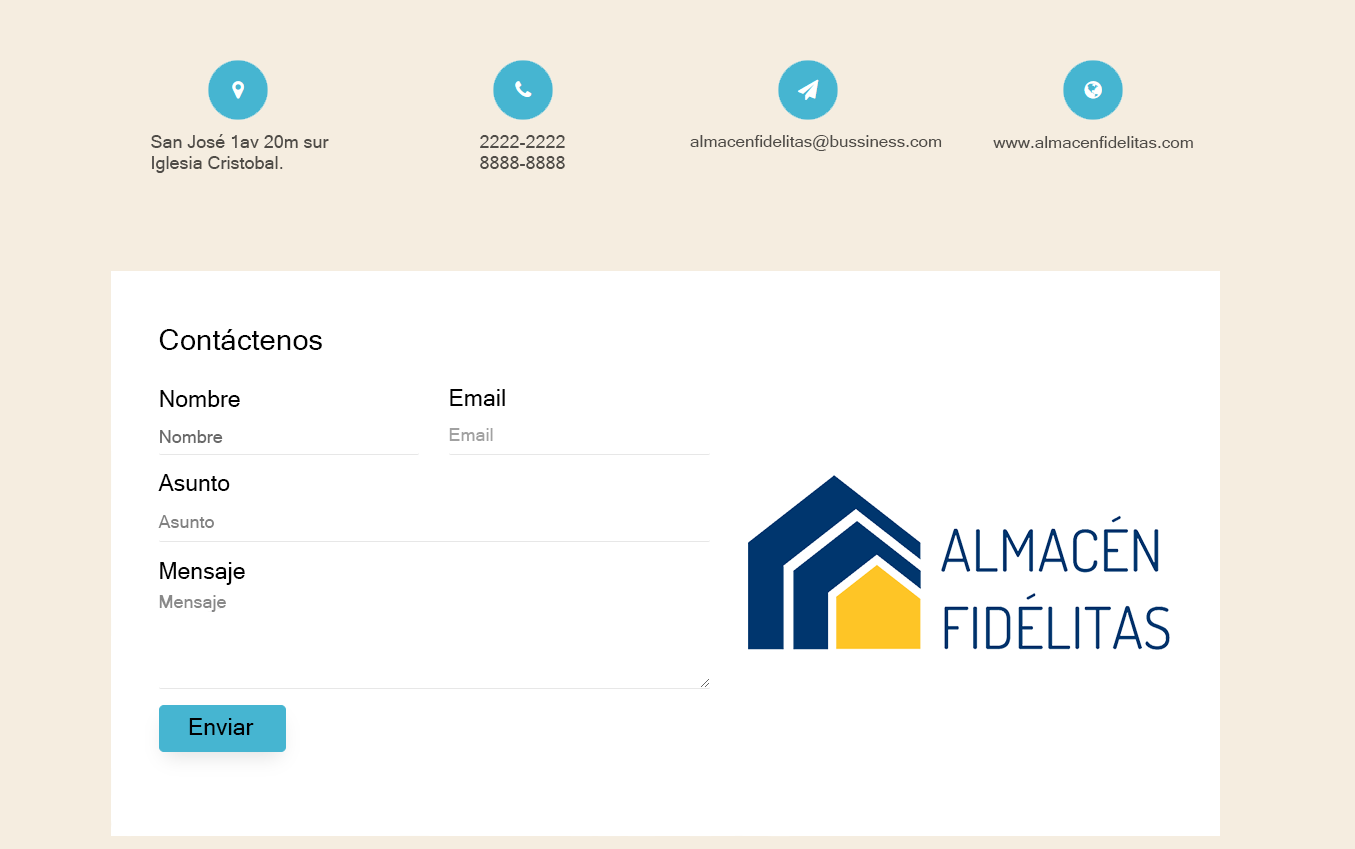 San José 1av 20m sur
Iglesia Cristobal.
2222-2222
8888-8888
almacenfidelitas@bussiness.com
www.almacenfidelitas.com
Contáctenos
Nombre
Nombre
Email
Email
Asunto
Asunto
Mensaje
Mensaje
Enviar
ALMACÉN
FIDÉLITAS